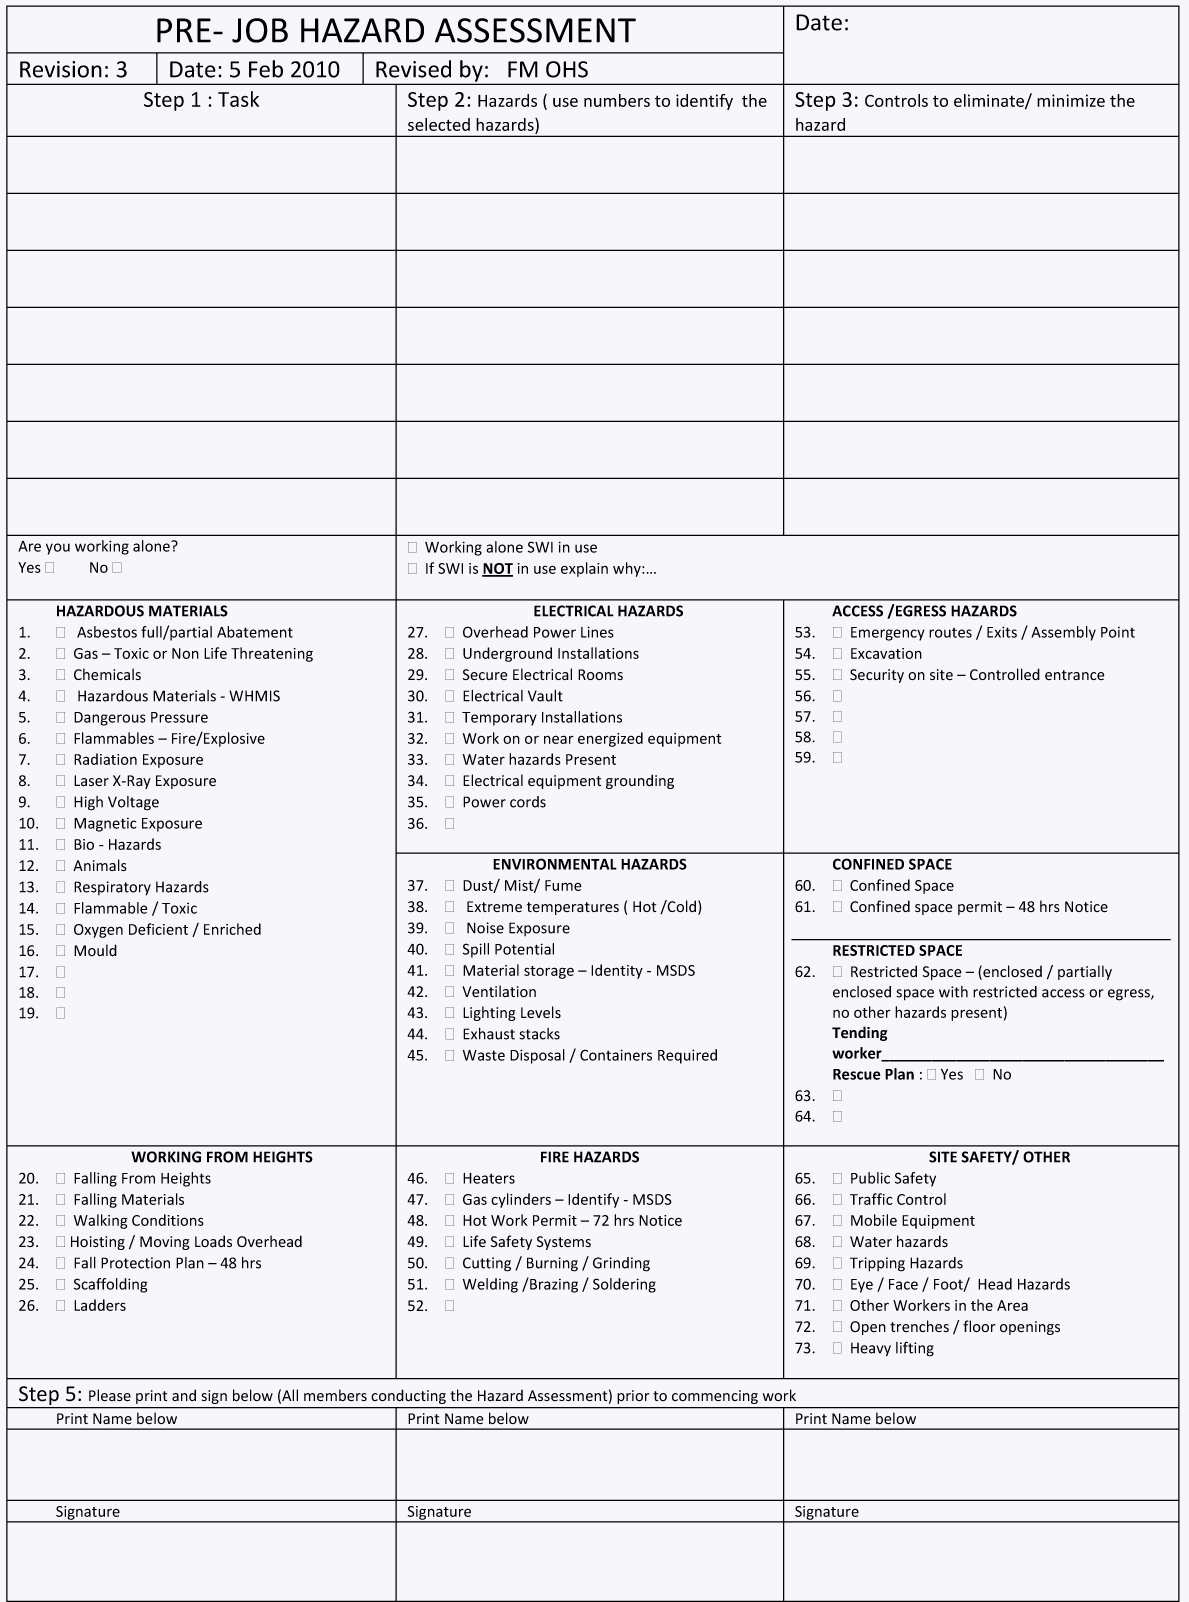 PRE- JOB HAZARD ASSESSMENT
Date:
Revision: 3
Date: 5 Feb 2010
Revised by: FM OHS
Step 1 : Task
Step 2: Hazards ( use numbers to identify the
selected hazards)
Step 3: Controls to eliminate/ minimize the
hazard
Are you working alone?
Yes ☐ No ☐
☐ Working alone SWI in use
☐ If SWI is NOT in use explain why:...
HAZARDOUS MATERIALS
1. ☐ Asbestos full/partial Abatement
2. ☐ Gas – Toxic or Non Life Threatening
3. ☐ Chemicals
4. ☐ Hazardous Materials - WHMIS
5. ☐ Dangerous Pressure
6. ☐ Flammables – Fire/Explosive
7. ☐ Radiation Exposure
8. ☐ Laser X-Ray Exposure
9. ☐ High Voltage
10. ☐ Magnetic Exposure
11. ☐ Bio - Hazards
12. ☐ Animals
13. ☐ Respiratory Hazards
14. ☐ Flammable / Toxic
15. ☐ Oxygen Deficient / Enriched
16. ☐ Mould
17. ☐
18. ☐
19. ☐
ELECTRICAL HAZARDS
27. ☐ Overhead Power Lines
28. ☐ Underground Installations
29. ☐ Secure Electrical Rooms
30. ☐ Electrical Vault
31. ☐ Temporary Installations
32. ☐ Work on or near energized equipment
33. ☐ Water hazards Present
34. ☐ Electrical equipment grounding
35. ☐ Power cords
36. ☐
ENVIRONMENTAL HAZARDS
37. ☐ Dust/ Mist/ Fume
38. ☐ Extreme temperatures ( Hot /Cold)
39. ☐ Noise Exposure
40. ☐ Spill Potential
41. ☐ Material storage – Identity - MSDS
42. ☐ Ventilation
43. ☐ Lighting Levels
44. ☐ Exhaust stacks
45. ☐ Waste Disposal / Containers Required
ACCESS /EGRESS HAZARDS
53. ☐ Emergency routes / Exits / Assembly Point
54. ☐ Excavation
55. ☐ Security on site – Controlled entrance
56. ☐
57. ☐
58. ☐
59. ☐
CONFINED SPACE
60. ☐ Confined Space
61. ☐ Confined space permit – 48 hrs Notice
RESTRICTED SPACE
62. ☐ Restricted Space – (enclosed / partially
enclosed space with restricted access or egress,
no other hazards present)
Tending
worker__________________________________
Rescue Plan : ☐ Yes ☐ No
63. ☐
64. ☐
WORKING FROM HEIGHTS
20. ☐ Falling From Heights
21. ☐ Falling Materials
22. ☐ Walking Conditions
23. ☐ Hoisting / Moving Loads Overhead
24. ☐ Fall Protection Plan – 48 hrs
25. ☐ Scaffolding
26. ☐ Ladders
FIRE HAZARDS
46. ☐ Heaters
47. ☐ Gas cylinders – Identify - MSDS
48. ☐ Hot Work Permit – 72 hrs Notice
49. ☐ Life Safety Systems
50. ☐ Cutting / Burning / Grinding
51. ☐ Welding /Brazing / Soldering
52. ☐
SITE SAFETY/ OTHER
65. ☐ Public Safety
66. ☐ Traffic Control
67. ☐ Mobile Equipment
68. ☐ Water hazards
69. ☐ Tripping Hazards
70. ☐ Eye / Face / Foot/ Head Hazards
71. ☐ Other Workers in the Area
72. ☐ Open trenches / floor openings
73. ☐ Heavy lifting
Step 5: Please print and sign below (All members conducting the Hazard Assessment) prior to commencing work
Print Name below
Print Name below
Print Name below
Signature
Signature
Signature